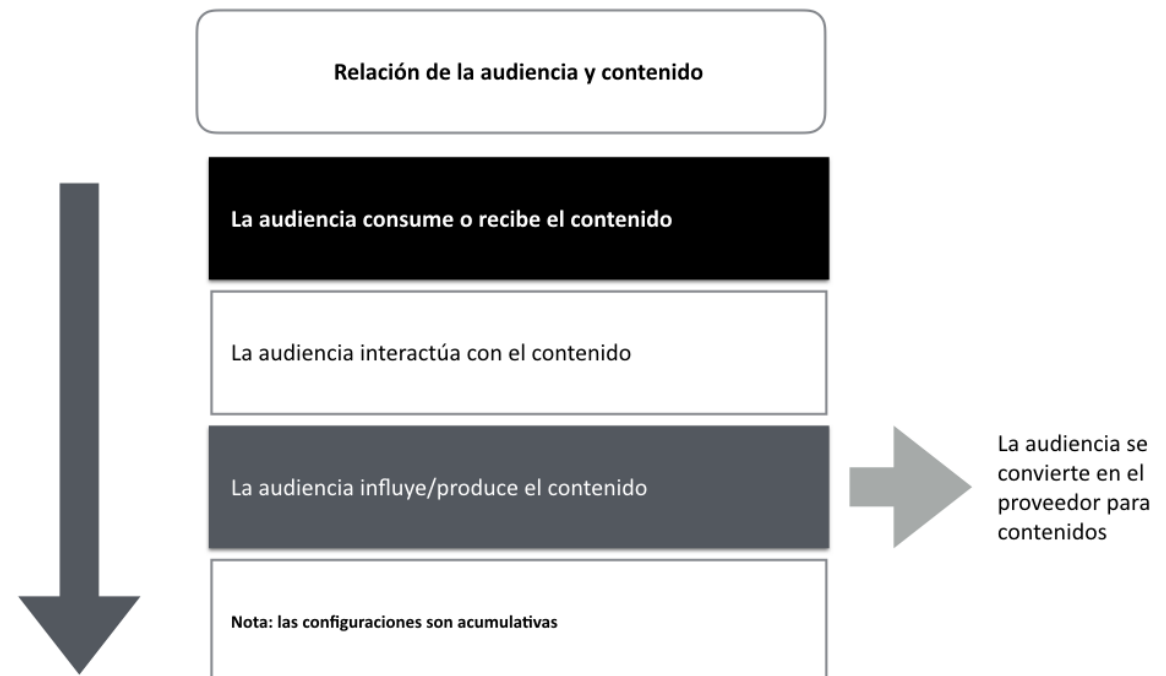 Relación de la audiencia y contenido
La audiencia consume o recibe el contenido
La audiencia interactúa con el contenido
La audiencia influye/produce el contenido
La audiencia se
convierte en el
proveedor para
contenidos
Nota: las configuraciones son acumulativas